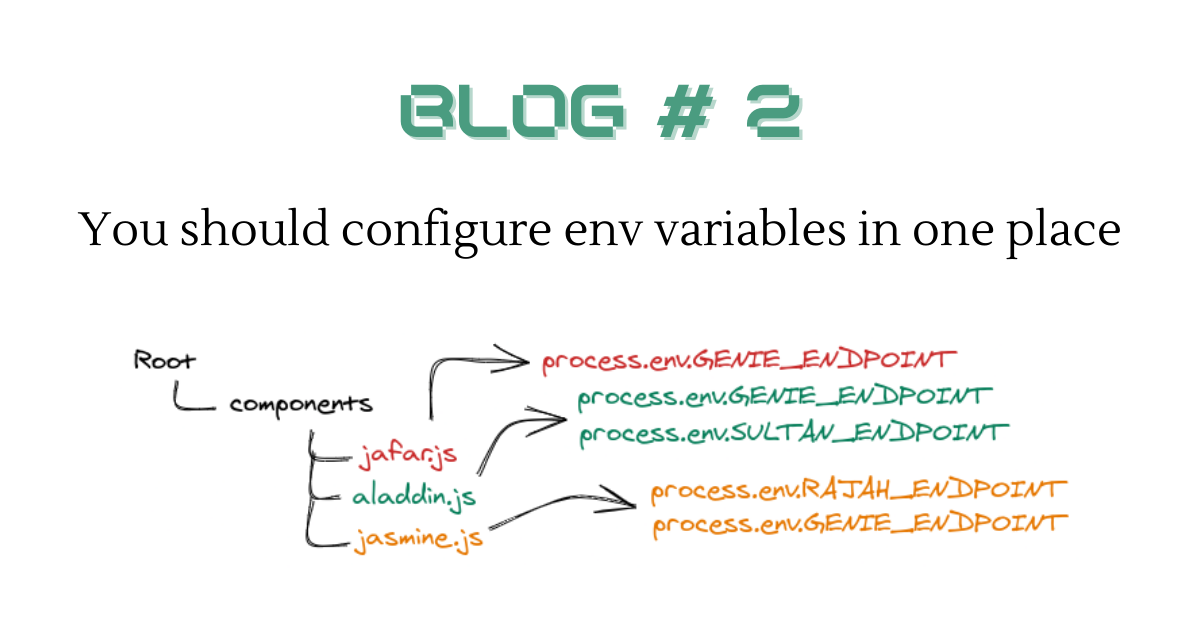 BLOG # 2
You should configure env variables in one place
Root
components
jafar.js
aladdin.js
jasmine.js
process.env.GENIE_ENDPOINT
process.env.GENIE_ENDPOINT
process.env.SULTAN_ENDPOINT
process.env.RAJAH_ENDPOINT
process.env.GENIE_ENDPOINT